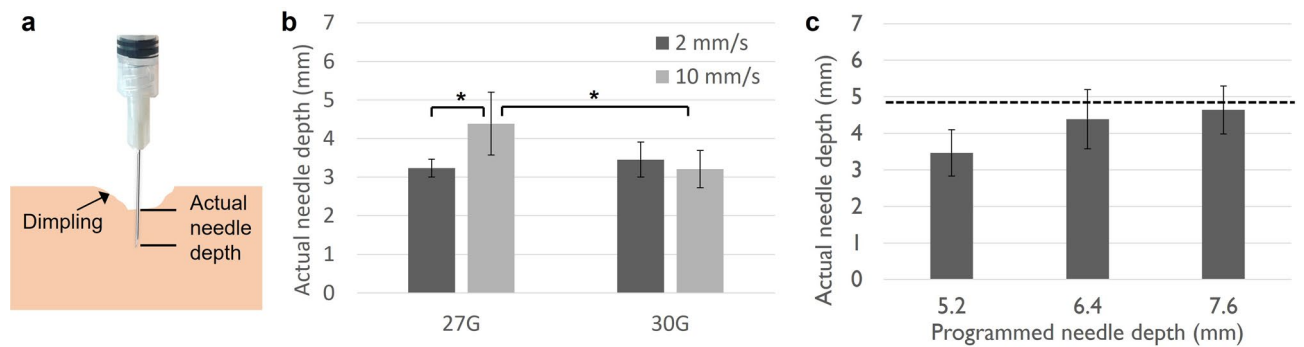 a
Dimpling
Actual
needle
depth
b
Actual needle depth (mm)
7
6
5
4
3
2
1
0
2 mm/s
10 mm/s
*
*
27G
30G
c
Actual needle depth (mm)
7
6
5
4
3
2
1
0
5.2
6.4
7.6
Programmed needle depth (mm)